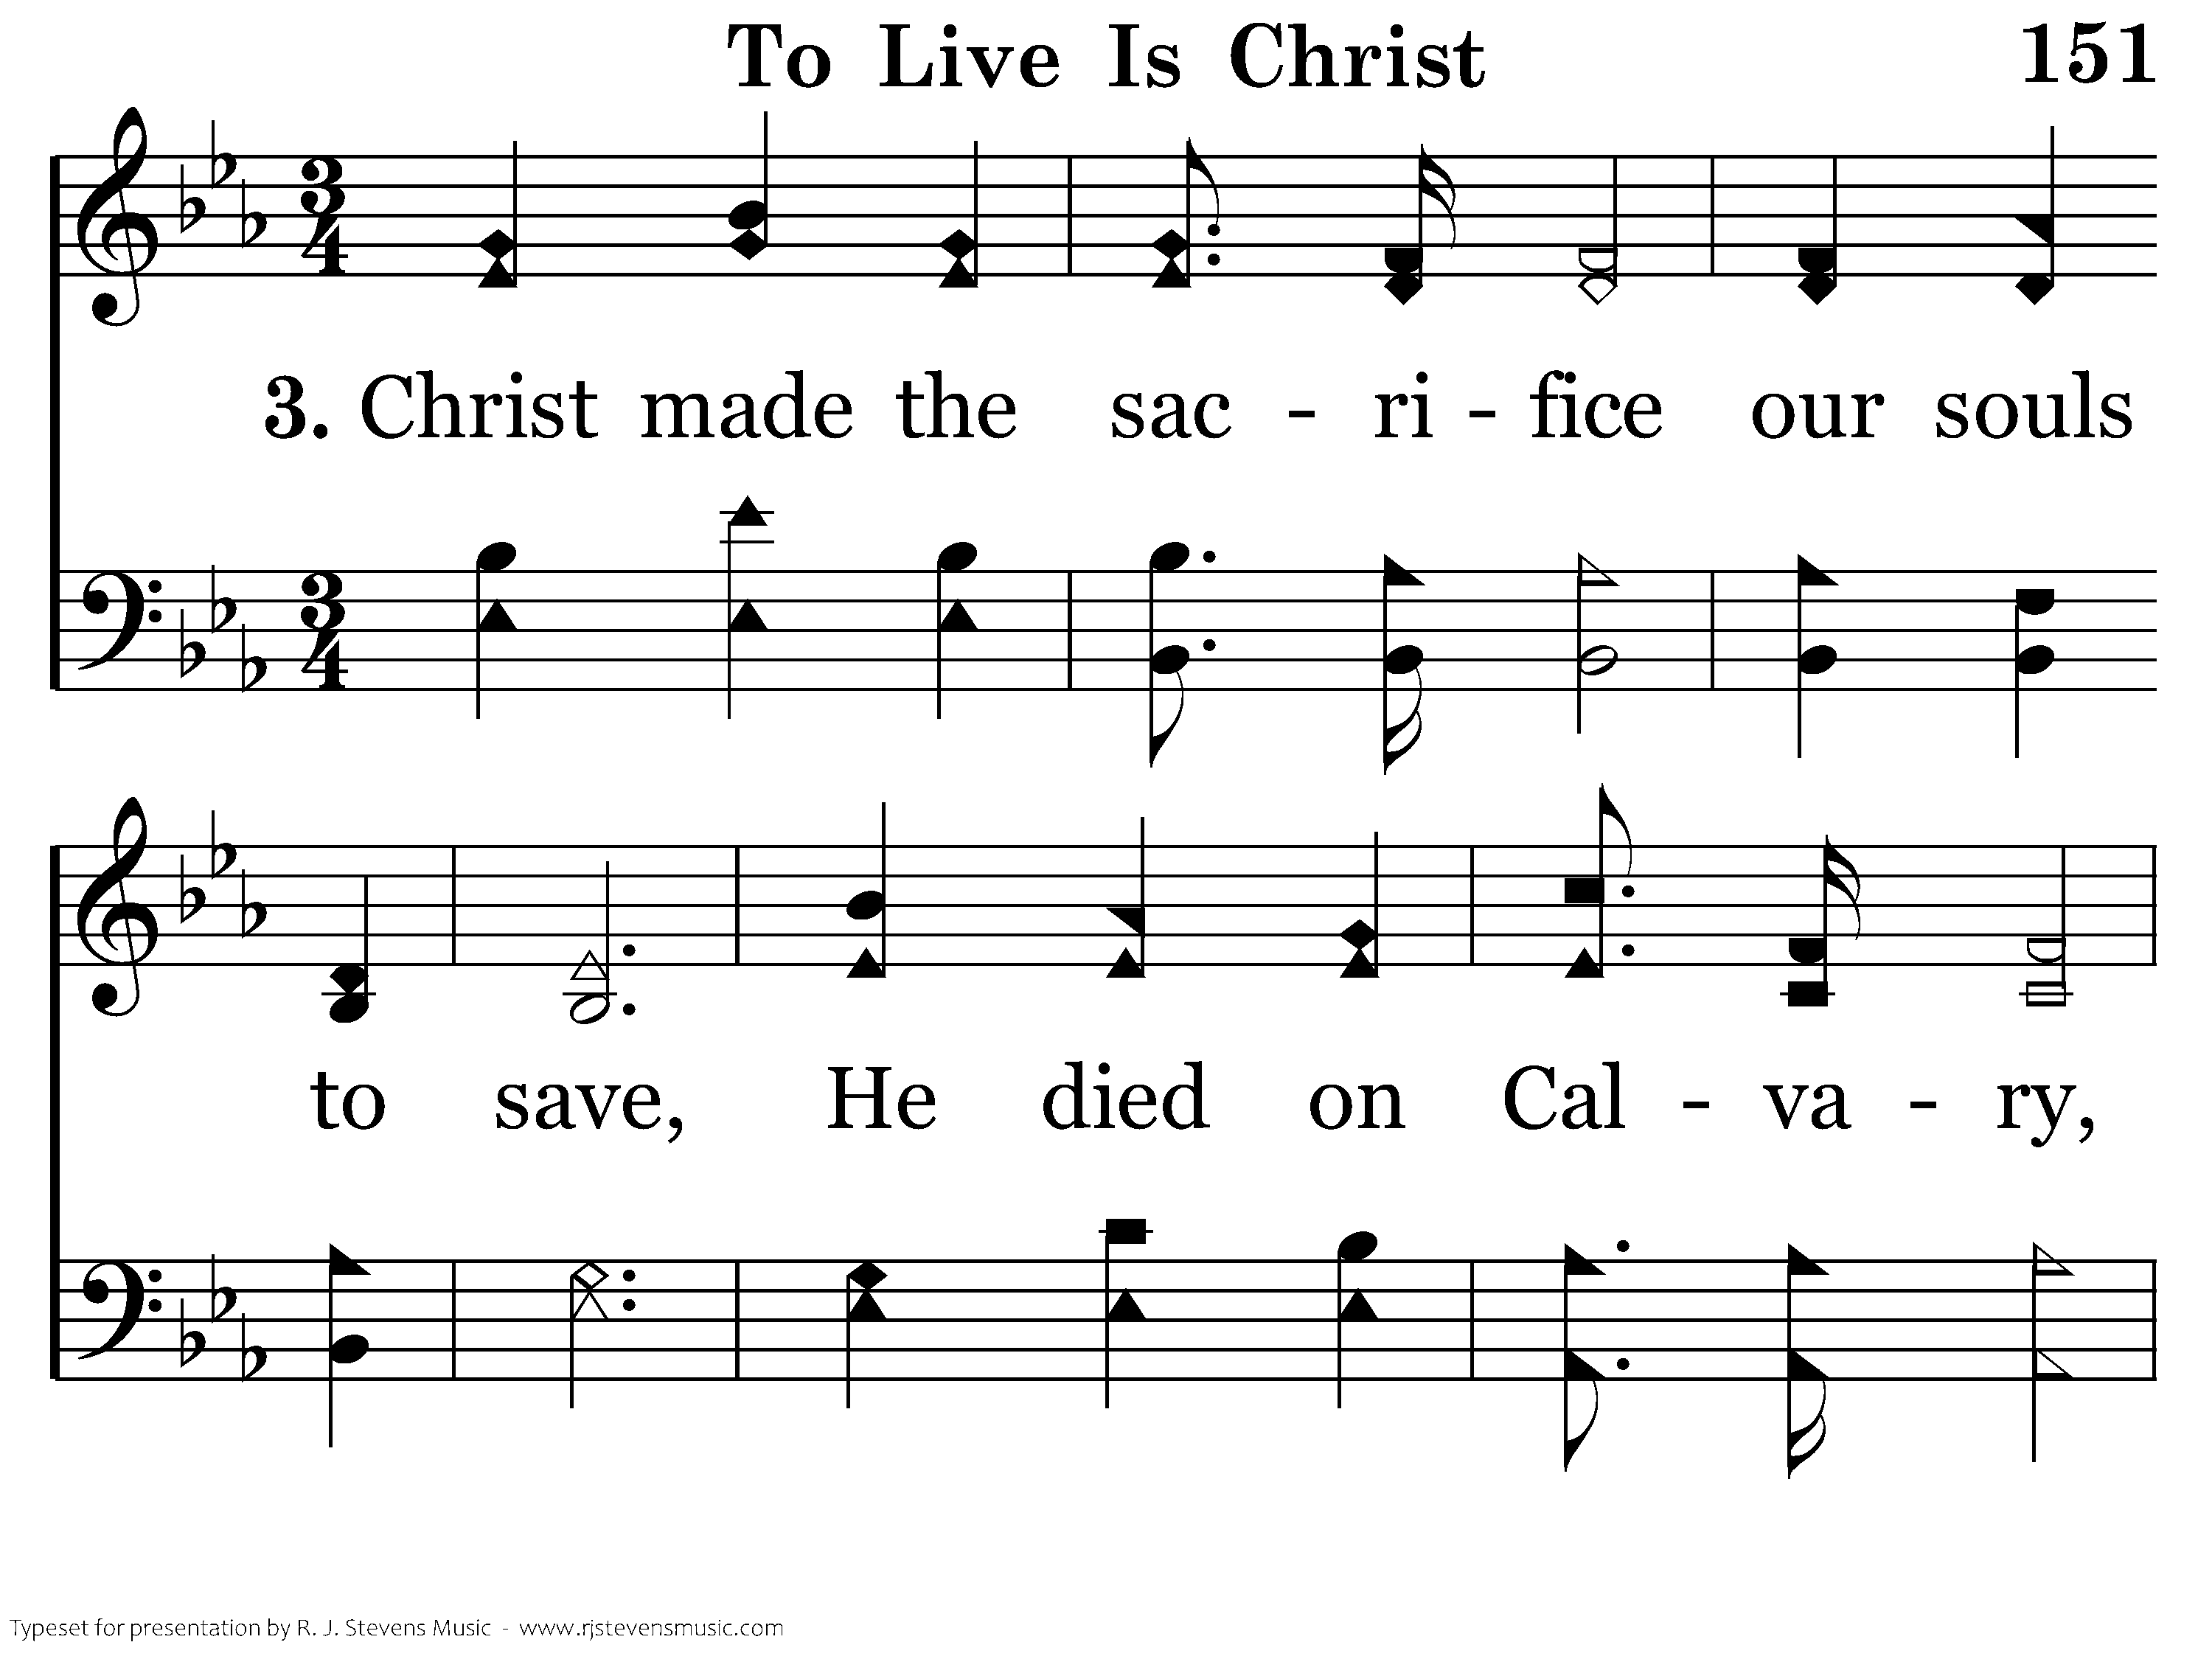 To Live Is Christ 151
3. Christ made the sac - ri - fice our souls
to save, He died on Cal - va - ry,
Typeset for presentation by R. J. Stevens Music - www.rjstevensmusic.com